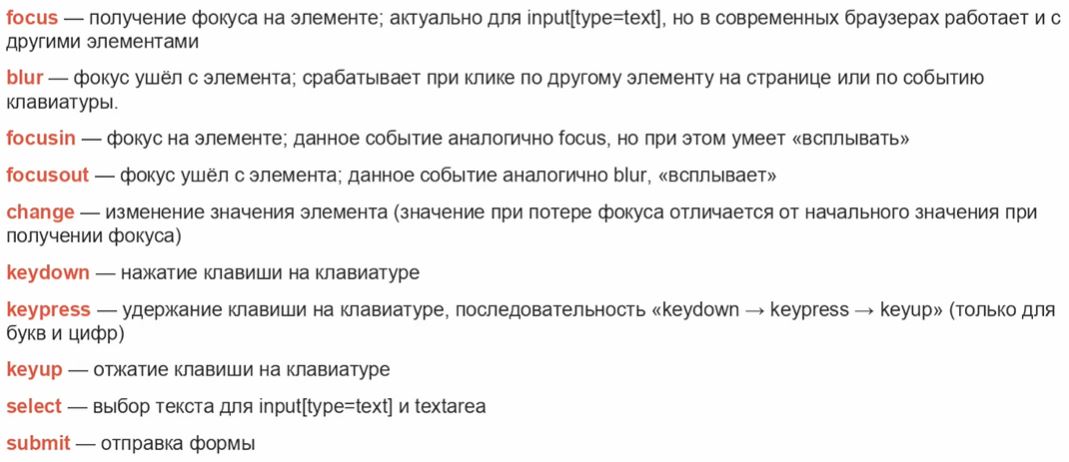 focus — получение фокуса на элементе; актуально для input[type=text], но в современных браузерах работает и с
другими элементами
blur — фокус ушёл с элемента; срабатывает при клике по другому элементу на странице или по событию
клавиатуры.
focusin — фокус на элементе; данное событие аналогично focus, но при этом умеет «всплывать»
focusout — фокус ушёл с элемента; данное событие аналогично blur, «всплывает»
change — изменение значения элемента (значение при потере фокуса отличается от начального значения при
получении фокуса)
keydown — нажатие клавиши на клавиатуре
keypress — удержание клавиши на клавиатуре, последовательность «keydown → keypress → keyup» (только для
букв и цифр)
keyup — отжатие клавиши на клавиатуре
select — выбор текста для input[type=text] и textarea
submit — отправка формы